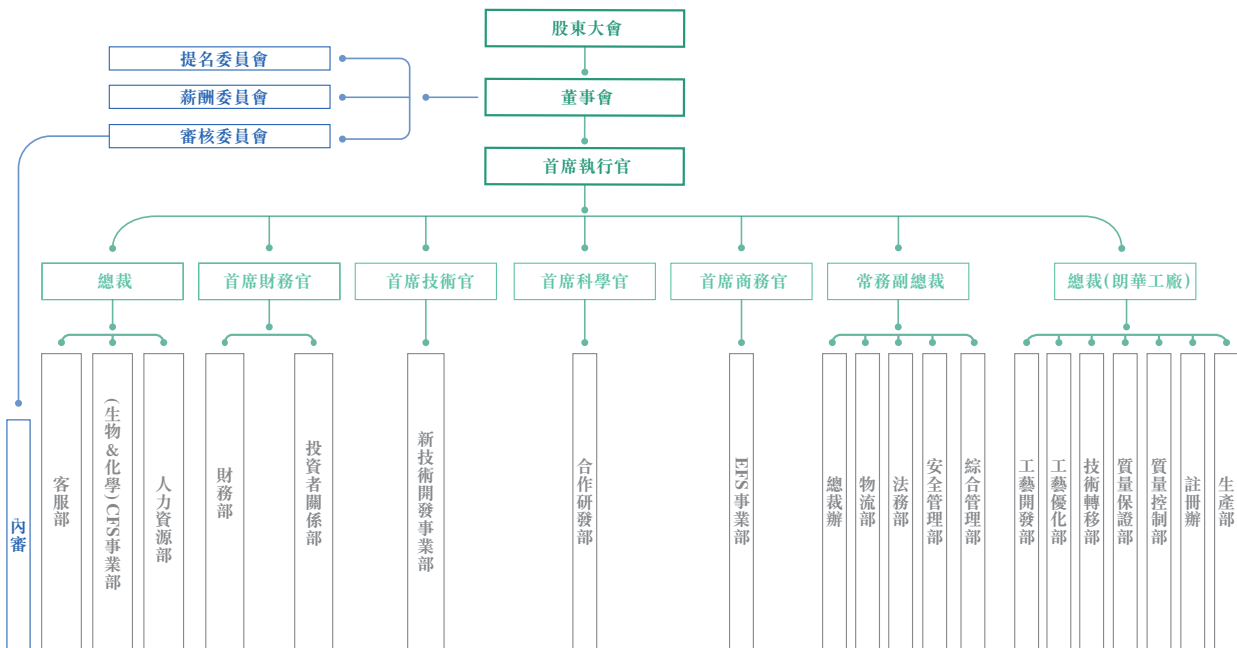 股東大會
提名委員會
薪酬委員會
董事會
審核委員會
首席執行官
總裁
首席財務官
首席技術官
首席科學官
首席商務官
常務副總裁
總裁(朗華工廠)
內審
客服部
(生物&化學) CFS事業部
人力資源部
財務部
投資者關係部
新技術開發事業部
合作研發部
EFS事業部
總裁辦
物流部
法務部
安全管理部
綜合管理部
工藝開發部
工藝優化部
技術轉移部
質量保證部
質量控制部
註冊辦
生產部